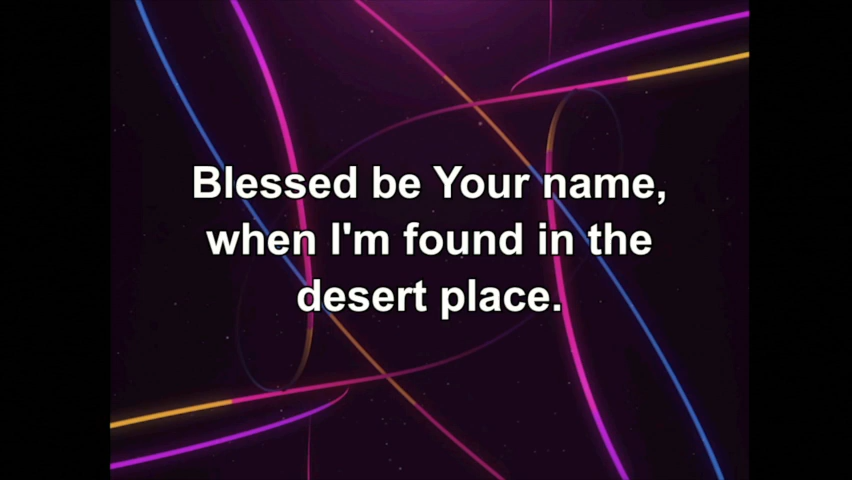 Blessed be Your name,
when I'm found in the
desert place.